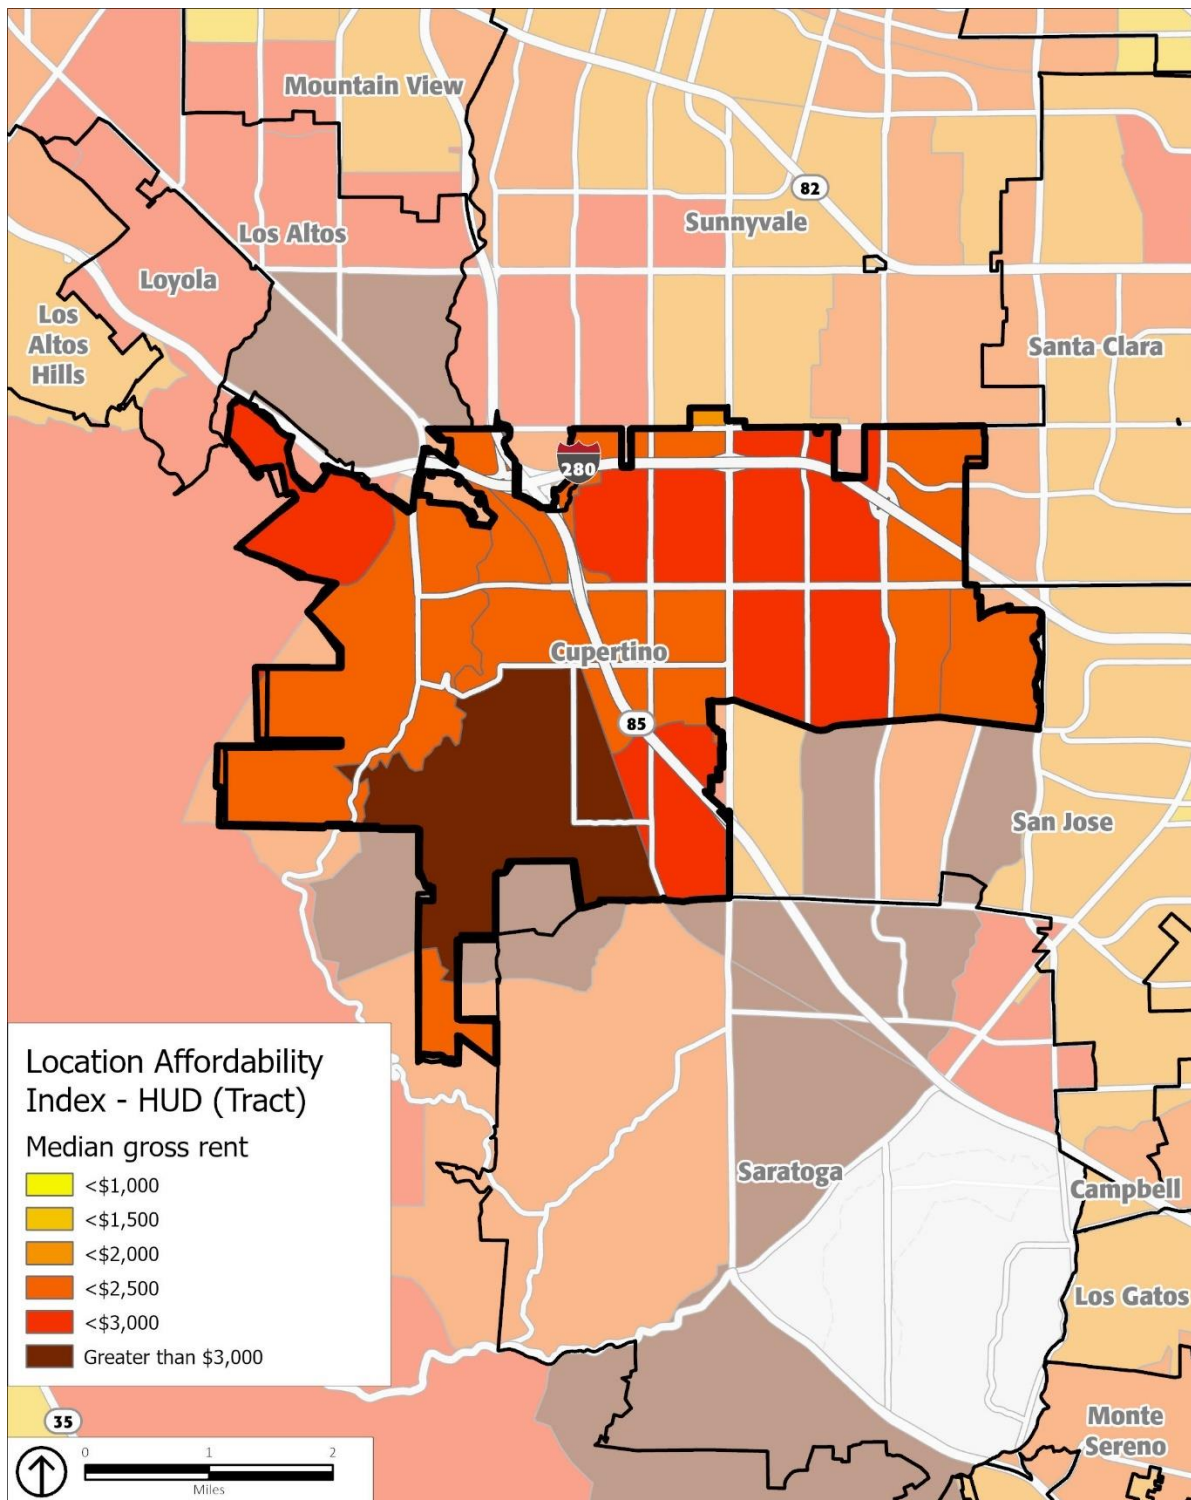 Mountain View
82
Sunnyvale
Los Altos
Loyola
Los
Altos
Hills
Santa Clara
280
Cupertino
85
San Jose
Location Affordability
Index - HUD (Tract)
Median gross rent
<$1,000
<$1,500
<$2,000
<$2,500
<$3,000
Greater than $3,000
Saratoga
Campbell
Los Gatos
Monte
Sereno
35
0 1 2
Miles